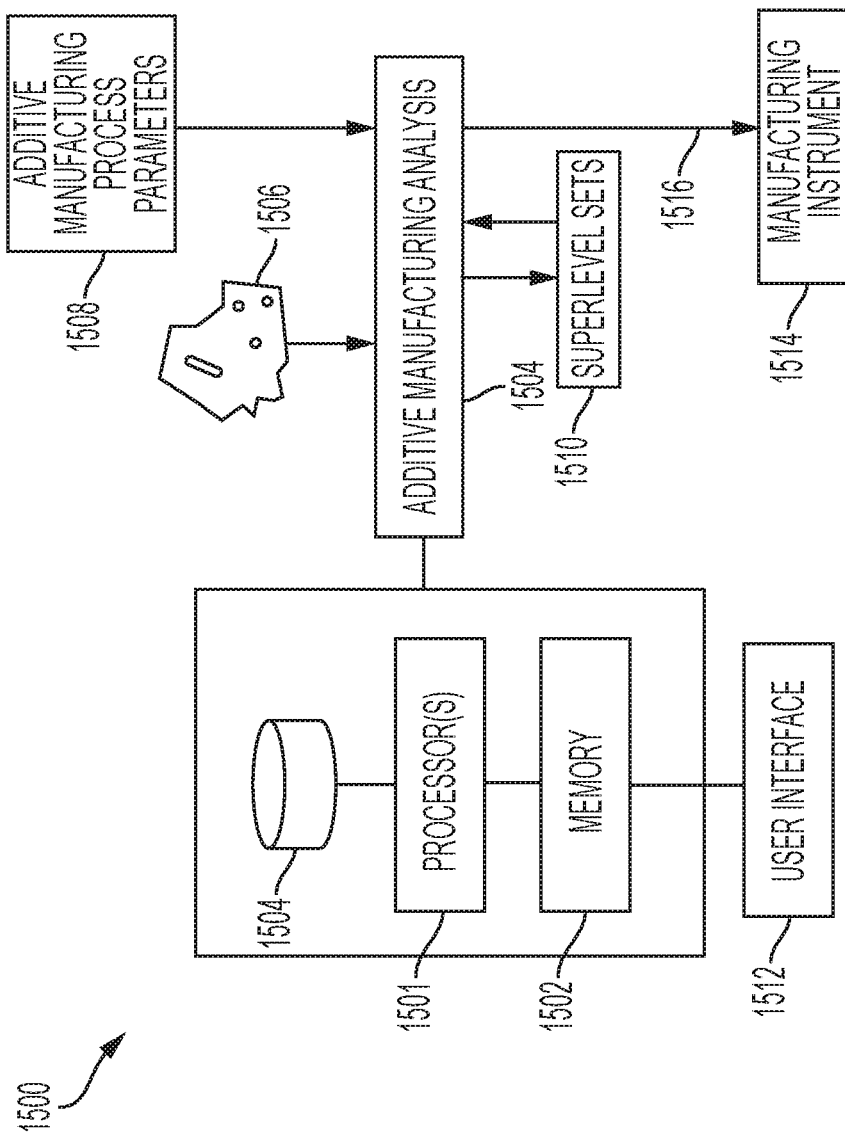 1500
1504
PROCESSOR(S)
1501
MEMORY
1502
USER INTERFACE
1512
ADDITIVE
MANUFACTURING
PROCESS
PARAMETERS
1508
1506
ADDITIVE MANUFACTURING ANALYSIS
1504
SUPERLEVEL SETS
1510
1516
MANUFACTURING
INSTRUMENT
1514